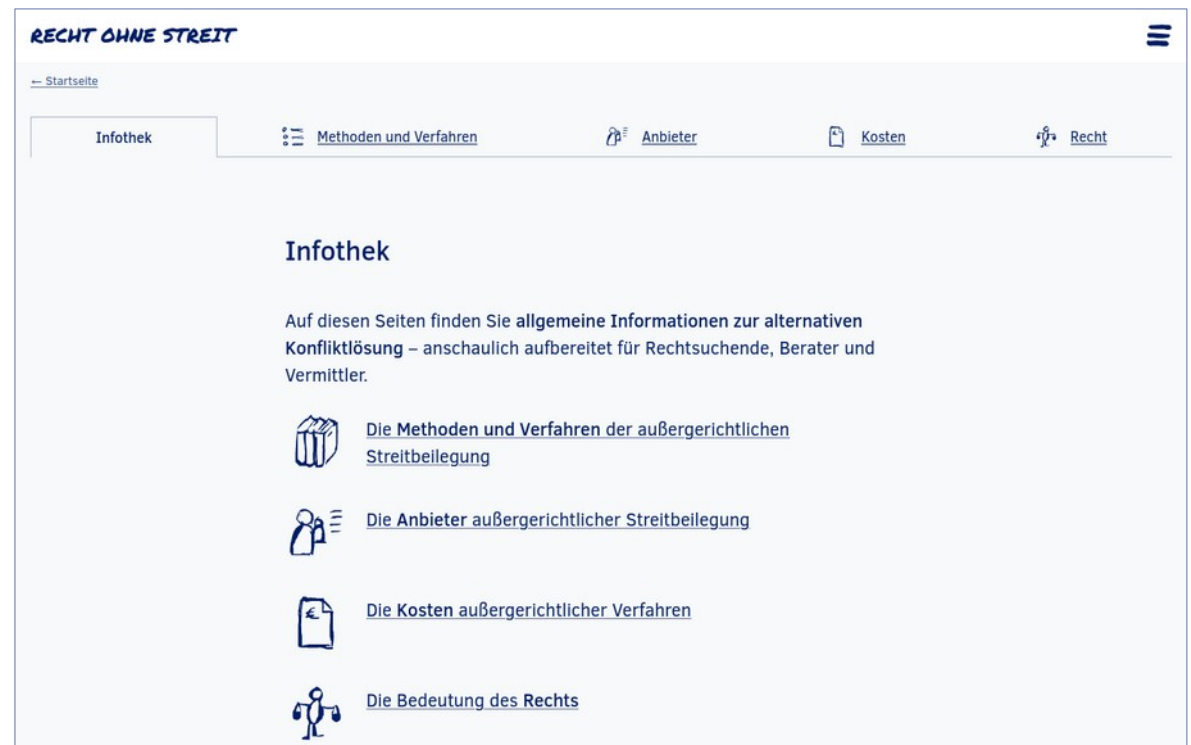 RECHT OHNE STREIT
← Startseite
Infothek
Methoden und Verfahren
Anbieter
Kosten
Recht
Infothek
Auf diesen Seiten finden Sie allgemeine Informationen zur alternativen
Konfliktlösung – anschaulich aufbereitet für Rechtsuchende, Berater und
Vermittler.
Die Methoden und Verfahren der außergerichtlichen
Streitbeilegung
Die Anbieter außergerichtlicher Streitbeilegung
€
Die Kosten außergerichtlicher Verfahren
Die Bedeutung des Rechts